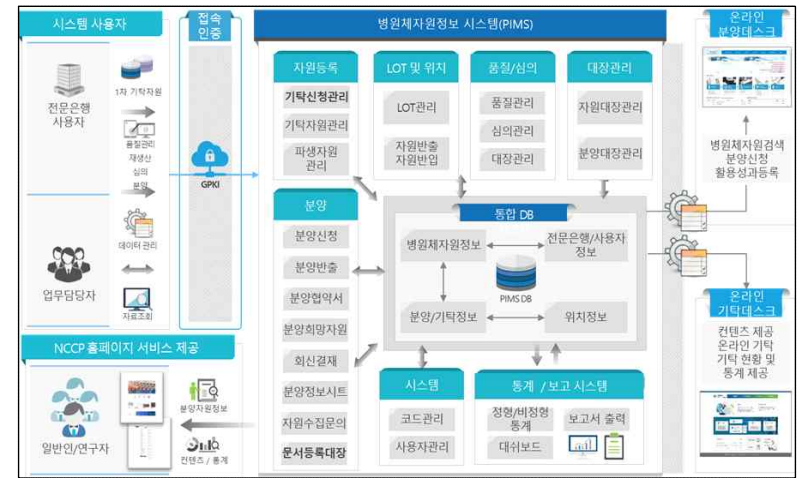 시스템 사용자
전문은행
사용자
1차 기탁자원
품질관리
재생산
심의
분양
데이터 관리
업무담당자
자료조회
접속
인증
GPKI
병원체자원정보 시스템(PIMS)
자원등록
기탁신청관리
기탁자원관리
파생자원
관리
LOT 및 위치
LOT관리
자원반출
자원반입
품질/심의
품질관리
심의관리
대장관리
대장관리
자원대장관리
분양대장관리
분양
분양신청
분양반출
분양협약서
분양희망자원
회신결재
분양정보시트
자원수집문의
문서등록대장
통합 DB
병원체자원정보
전문은행/사용자
정보
PIMS DB
분양/기탁정보
위치정보
시스템
코드관리
사용자관리
통계 / 보고 시스템
정형/비정형
통계
보고서 출력
대쉬보드
온라인
분양데스크
병원체자원검색
분양신청
활용성과등록
온라인
기탁데스크
컨텐츠 제공
온라인 기탁
기탁 현황 및
통계 제공
NCCP 홈페이지 서비스 제공
일반인/연구자
분양자원정보
컨텐츠 / 통계